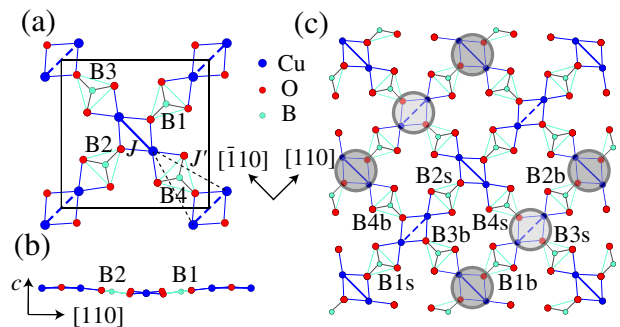 (a)
B3
B1
B2
J
J′
B4
Cu
O
B
[1̄10]
[110]
(b)
c
B2
B1
[110]
(c)
B2s
B2b
B4b
B4s
B3b
B3s
B1s
B1b